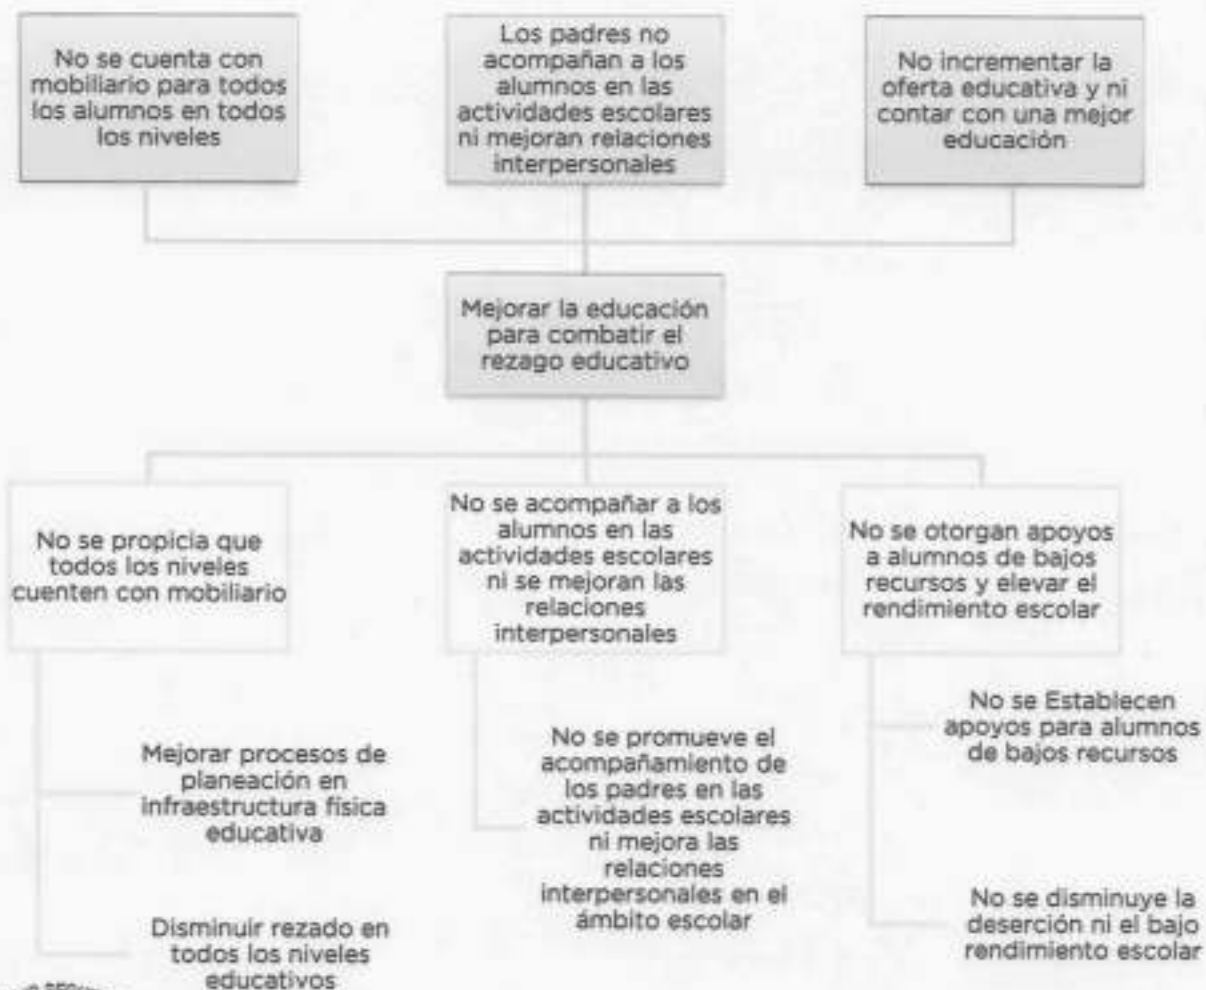 No se cuenta con
mobiliario para todos
los alumnos en todos
los niveles
Los padres no
acompañan a los
alumnos en las
actividades escolares
ni mejoran relaciones
interpersonales
No incrementar la
oferta educativa y ni
contar con una mejor
educación
Mejorar la educación
para combatir el
rezago educativo
No se propicia que
todos los niveles
cuenten con mobiliario
Mejorar procesos de
planeación en
infraestructura física
educativa
Disminuir rezado en
todos los niveles
educativos
No se acompañar a los
alumnos en las
actividades escolares
ni se mejoran las
relaciones
interpersonales
No se promueve el
acompañamiento de
los padres en las
actividades escolares
ni mejora las
relaciones
interpersonales en el
ámbito escolar
No se otorgan apoyos
a alumnos de bajos
recursos y elevar el
rendimiento escolar
No se Establecen
apoyos para alumnos
de bajos recursos
No se disminuye la
deserción ni el bajo
rendimiento escolar